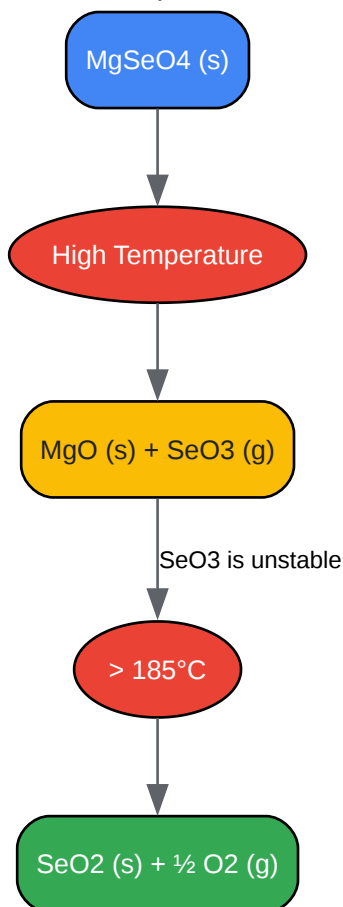 MgSeO4 (s)
High Temperature
MgO (s) + SeO3 (g)
SeO3 is unstable
> 185°C
SeO2 (s) + ½ O2 (g)